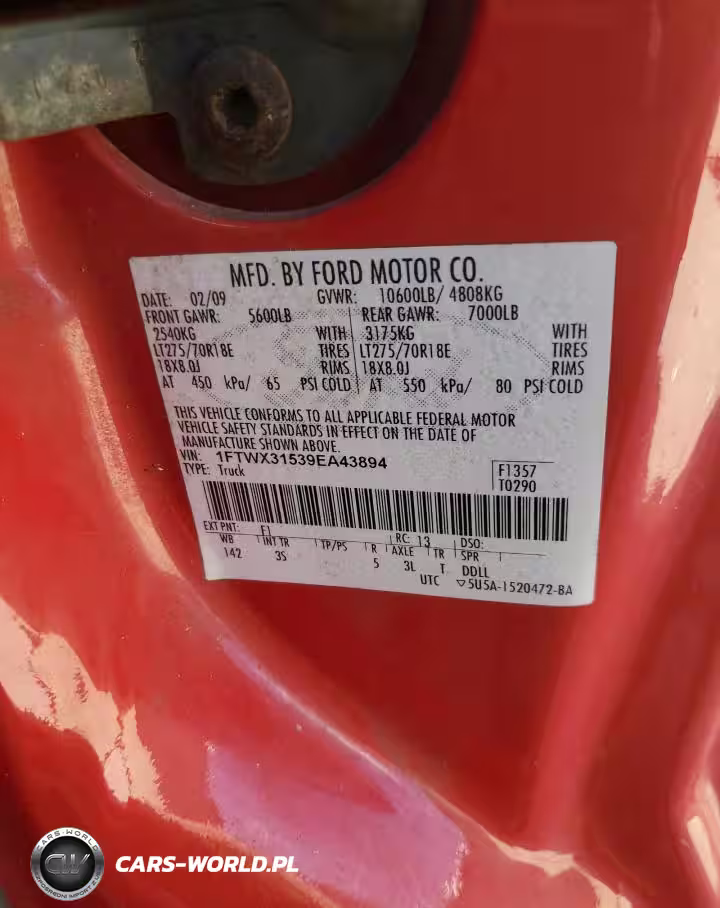 MFD. BY FORD MOTOR CO.
DATE: 02/09 GVWR: 10600LB/ 4808KG
FRONT GAWR: 5600LB REAR GAWR: 7000LB
2540KG WITH 3175KG WITH
LT275/70R18E TIRES LT275/70R18E TIRES
18X8.0J RIMS 18X8.0J RIMS
AT 450 kPa/ 65 PSI COLD AT 550 kPa/ 80 PSI COLD
THIS VEHICLE CONFORMS TO ALL APPLICABLE FEDERAL MOTOR
VEHICLE SAFETY STANDARDS IN EFFECT ON THE DATE OF
MANUFACTURE SHOWN ABOVE.
VIN: 1FTWX31539EA43894
TYPE: Truck
F1357
T0290
EXT PNT: F1 RC: 13 DSO:
WB INT TR TP/PS R AXLE TR SPR
142 3S 5 3L T DDLL
UTC ▽5U5A-1520472-BA
CARS-WORLD
CW
CARS-WORLD.PL